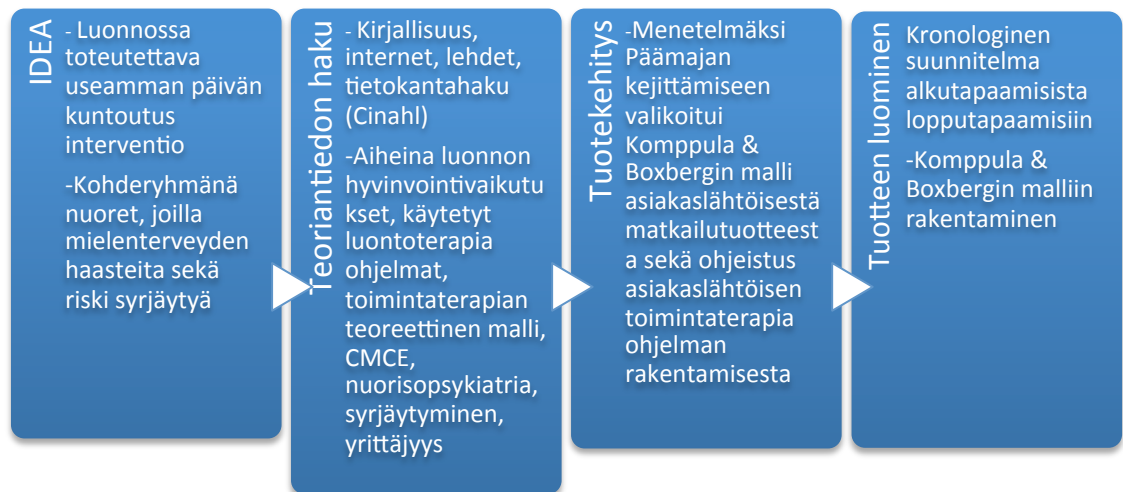 IDEA
- Luonnossa
toteutettava
useamman päivän
kuntoutus
interventio
-Kohderyhmänä
nuoret, joilla
mielenterveyden
haasteita sekä
riski syrjäytyä
Teoriantiedon haku
- Kirjallisuus,
internet, lehdet,
tietokantahaku
(Cinahl)
-Aiheina luonnon
hyvinvointivaikutu
kset, käytetyt
luontoterapia
ohjelmat,
toimintaterapian
teoreettinen malli,
CMCE,
nuorisopsykiatria,
syrjäytyminen,
yrittäjyys
Tuotekehitys
-Menetelmäksi
Päämajan
kejittämiseen
valikoitui
Komppula &
Boxbergin malli
asiakaslähtöisestä
matkailutuotteest
a sekä ohjeistus
asiakaslähtöisen
toimintaterapia
ohjelman
rakentamisesta
Tuotteen luominen
Kronologinen
suunnitelma
alkutapaamisista
lopputapaamisiin
-Komppula &
Boxbergin malliin
rakentaminen